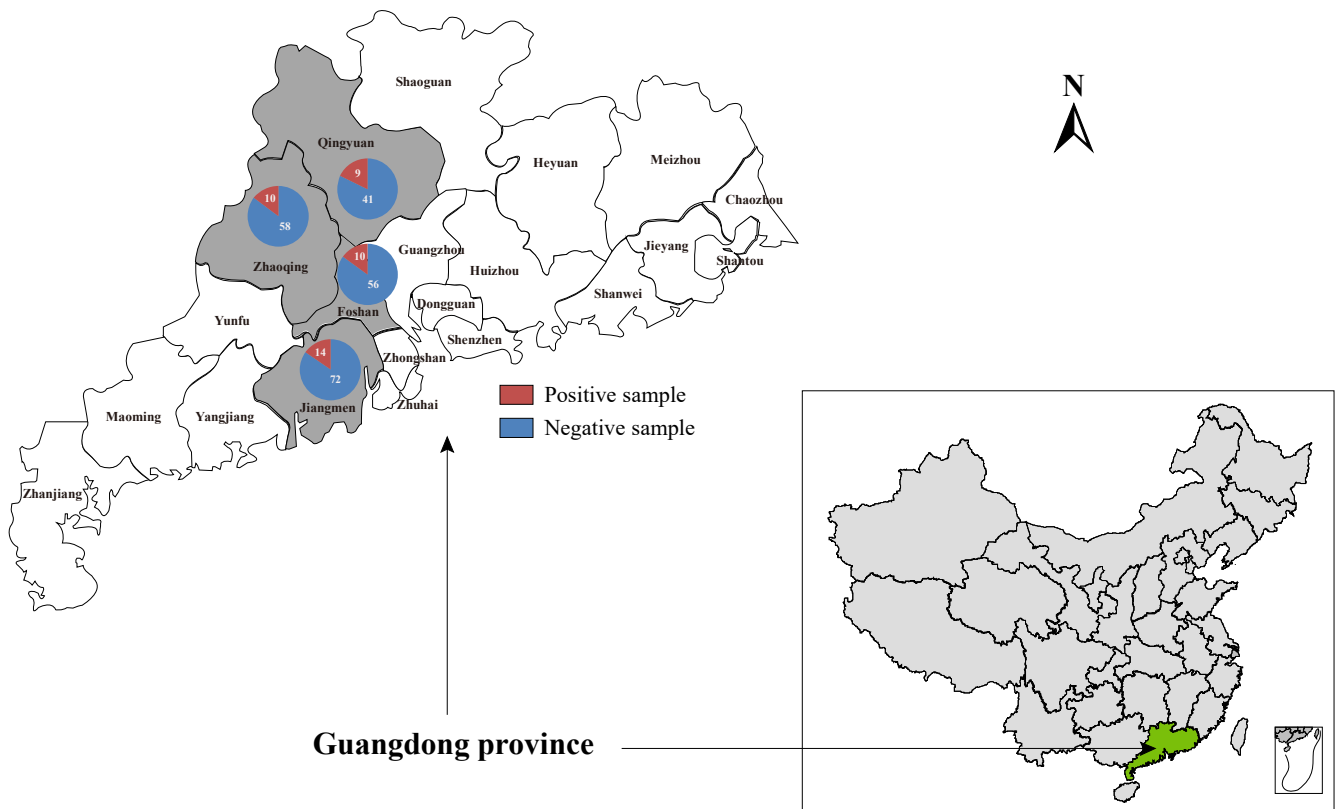 N
Shaoguan
Qingyuan
Heyuan
Meizhou
9
41
10
58
Chaozhou
Guangzhou
Jieyang
10
56
Zhaoqing
Huizhou
Shantou
Shanwei
Dongguan
Foshan
Yunfu
Shenzhen
14
72
Zhongshan
Jiangmen
Zhuhai
Maoming
Yangjiang
Positive sample
Negative sample
Zhanjiang
Guangdong province